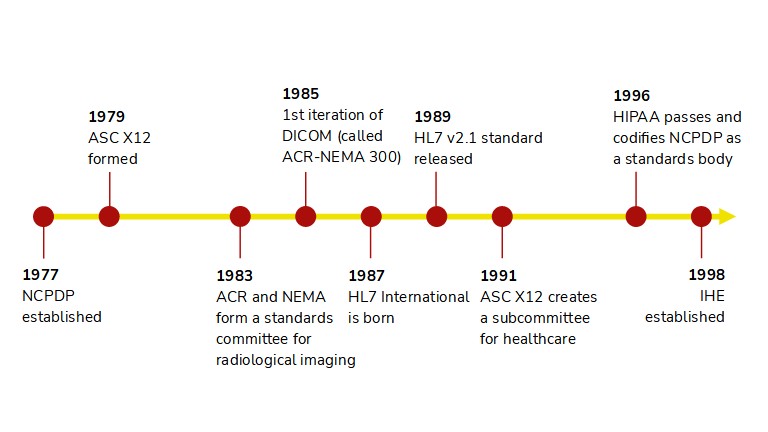 1977
NCPDP
established
1979
ASC X12
formed
1983
ACR and NEMA
form a standards
committee for
radiological imaging
1985
1st iteration of
DICOM (called
ACR-NEMA 300)
1987
HL7 International
is born
1989
HL7 v2.1 standard
released
1991
ASC X12 creates
a subcommittee
for healthcare
1996
HIPAA passes and
codifies NCPDP as
a standards body
1998
IHE
established